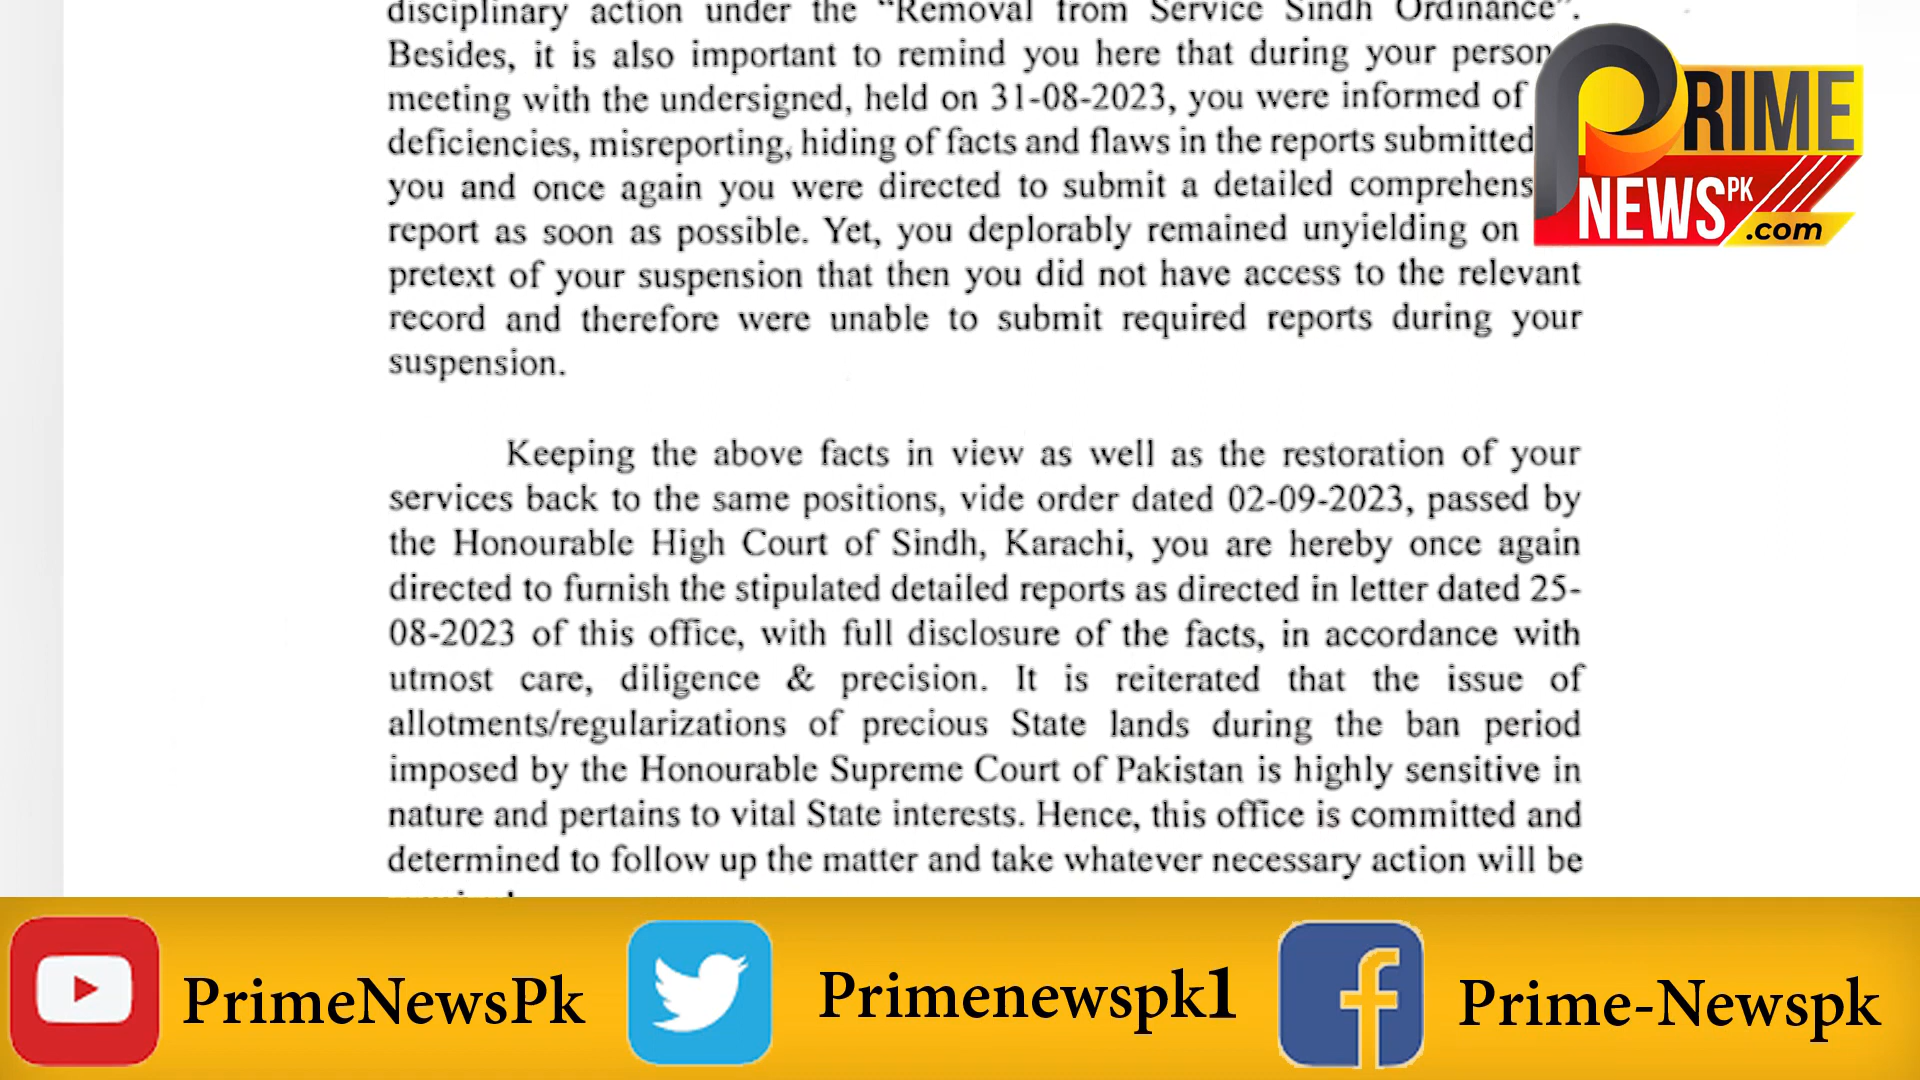 disciplinary action under the “Removal from Service Sindh Ordinance”.
Besides, it is also important to remind you here that during your person
meeting with the undersigned, held on 31-08-2023, you were informed of
deficiencies, misreporting, hiding of facts and flaws in the reports submitted
you and once again you were directed to submit a detailed comprehens
report as soon as possible. Yet, you deplorably remained unyielding on
pretext of your suspension that then you did not have access to the relevant
record and therefore were unable to submit required reports during your
suspension.
Keeping the above facts in view as well as the restoration of your
services back to the same positions, vide order dated 02-09-2023, passed by
the Honourable High Court of Sindh, Karachi, you are hereby once again
directed to furnish the stipulated detailed reports as directed in letter dated 25-
08-2023 of this office, with full disclosure of the facts, in accordance with
utmost care, diligence & precision. It is reiterated that the issue of
allotments/regularizations of precious State lands during the ban period
imposed by the Honourable Supreme Court of Pakistan is highly sensitive in
nature and pertains to vital State interests. Hence, this office is committed and
determined to follow up the matter and take whatever necessary action will be
PRIME
NEWSPK
.com
PrimeNewsPk
Primenewspk1
Prime-Newspk